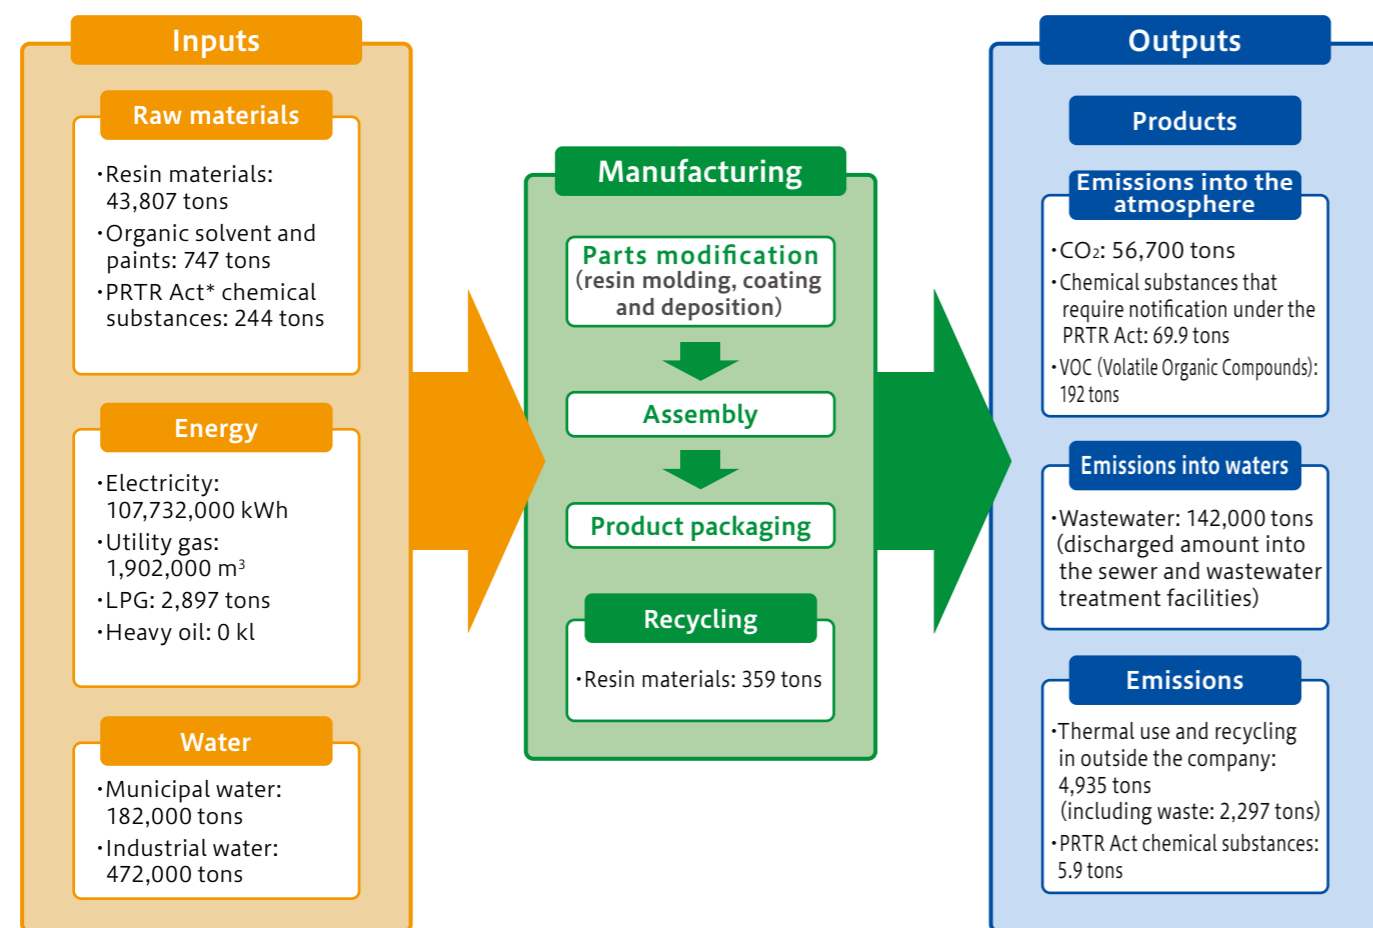 Inputs
Raw materials
・Resin materials:
43,807 tons
・Organic solvent and
paints: 747 tons
・PRTR Act* chemical
substances: 244 tons
Energy
・Electricity:
107,732,000 kWh
・Utility gas:
1,902,000 m³
・LPG: 2,897 tons
・Heavy oil: 0 kl
Water
・Municipal water:
182,000 tons
・Industrial water:
472,000 tons
Manufacturing
Parts modification
(resin molding, coating
and deposition)
Assembly
Product packaging
Recycling
・Resin materials: 359 tons
Outputs
Products
Emissions into the
atmosphere
・CO₂: 56,700 tons
・Chemical substances that
require notification under the
PRTR Act: 69.9 tons
・VOC (Volatile Organic Compounds):
192 tons
Emissions into waters
・Wastewater: 142,000 tons
(discharged amount into
the sewer and wastewater
treatment facilities)
Emissions
・Thermal use and recycling
in outside the company:
4,935 tons
(including waste: 2,297 tons)
・PRTR Act chemical substances:
5.9 tons